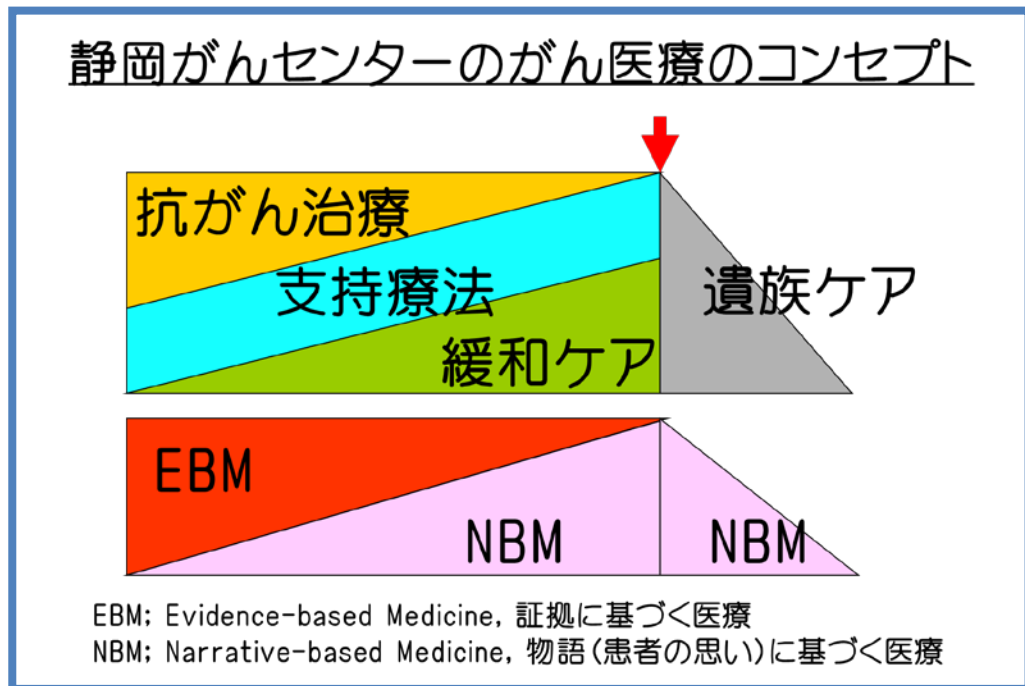 静岡がんセンターのがん医療のコンセプト
抗がん治療
支持療法
緩和ケア
遺族ケア
EBM
NBM
NBM
EBM; Evidence-based Medicine, 証拠に基づく医療
NBM; Narrative-based Medicine, 物語(患者の思い)に基づく医療